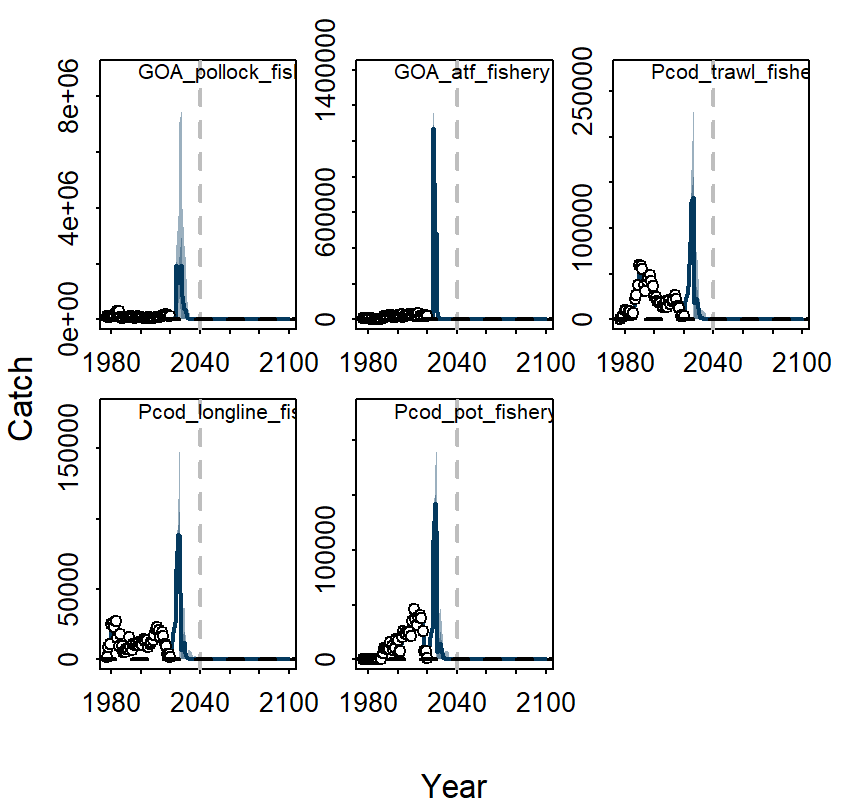 GOA_pollock_fisl
8e+06
4e+06
0e+00
1980 2040 2100
GOA_atf_fishery
1400000
600000
0
1980 2040 2100
Pcod_trawl_fishe
250000
100000
0
1980 2040 2100
Pcod_longline_fis
150000
50000
0
1980 2040 2100
Pcod_pot_fishery
100000
0
1980 2040 2100
Catch
Year